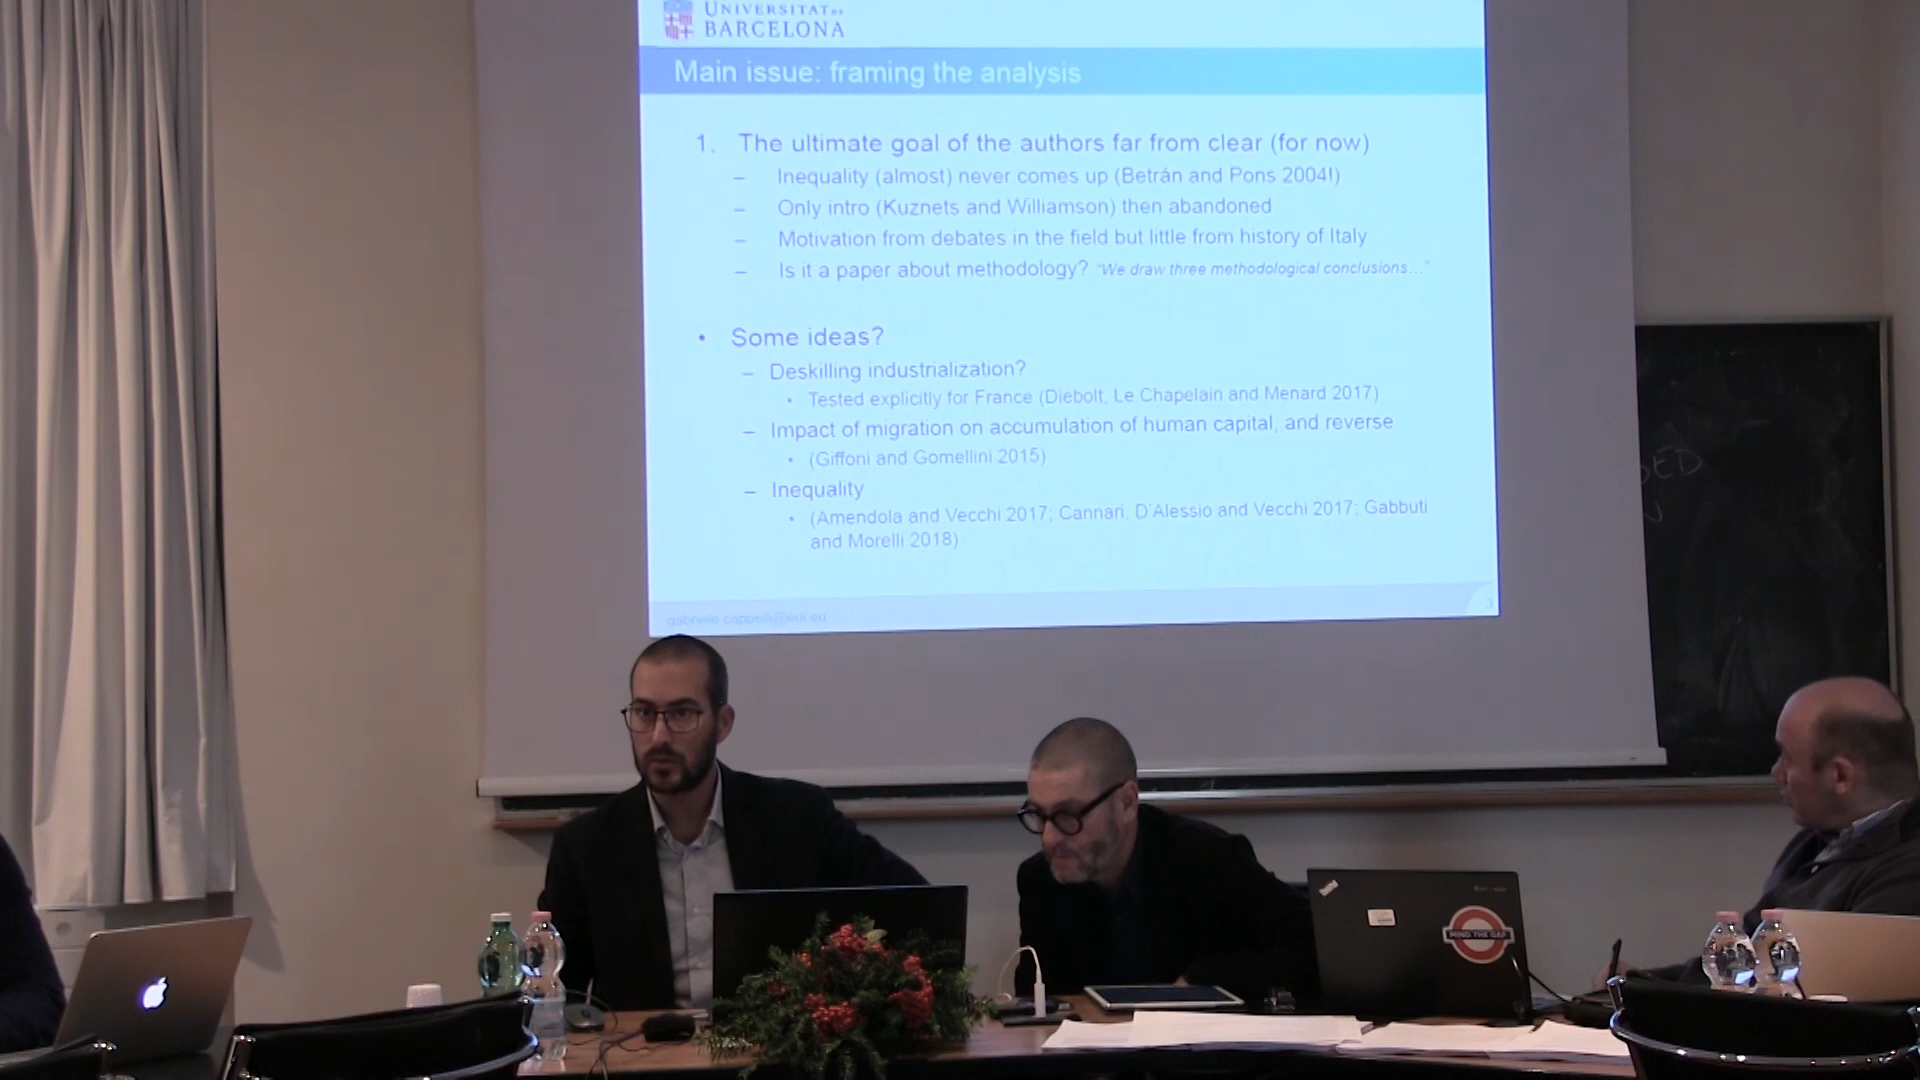 UNIVERSITAT DE
BARCELONA
Main issue: framing the analysis
1. The ultimate goal of the authors far from clear (for now)
– Inequality (almost) never comes up (Betrán and Pons 2004!)
– Only intro (Kuznets and Williamson) then abandoned
– Motivation from debates in the field but little from history of Italy
– Is it a paper about methodology? "We draw three methodological conclusions…"
• Some ideas?
– Deskilling industrialization?
• Tested explicitly for France (Diebolt, Le Chapelain and Menard 2017)
– Impact of migration on accumulation of human capital, and reverse
• (Giffoni and Gomellini 2015)
– Inequality
• (Amendola and Vecchi 2017; Cannari, D'Alessio and Vecchi 2017; Gabbuti
and Morelli 2018)
gabriele.cappelli@eui.eu
3
ThinkPad
MIND THE GAP